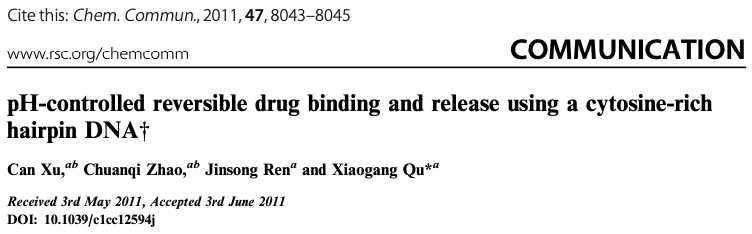 Cite this: Chem. Commun., 2011, 47, 8043–8045
www.rsc.org/chemcomm
COMMUNICATION
pH-controlled reversible drug binding and release using a cytosine-rich
hairpin DNA†
Can Xu,ab Chuanqi Zhao,ab Jinsong Rena and Xiaogang Qu*a
Received 3rd May 2011, Accepted 3rd June 2011
DOI: 10.1039/c1cc12594j